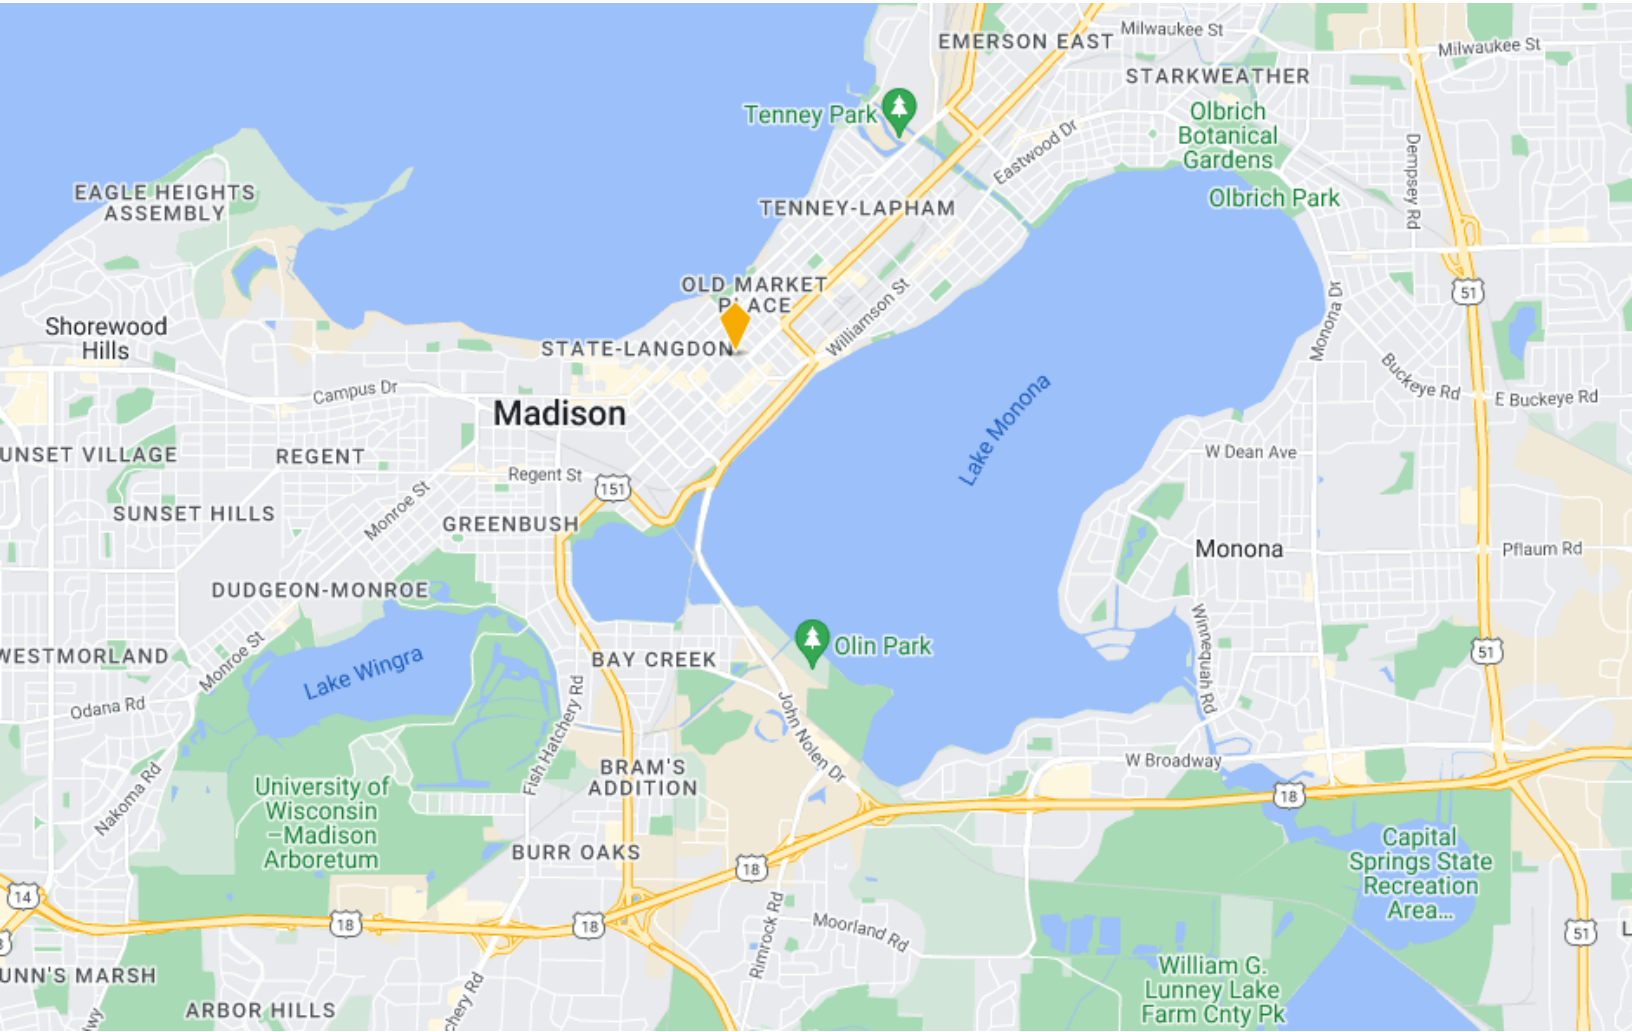 EMERSON EAST
Milwaukee St
Milwaukee St
STARKWEATHER
Tenney Park
Olbrich
Botanical
Gardens
Eastwood Dr
Dempsey Rd
EAGLE HEIGHTS
ASSEMBLY
TENNEY-LAPHAM
Olbrich Park
OLD MARKET
PLACE
51
Williamson St
Monona Dr
Shorewood
Hills
STATE-LANGDON
Campus Dr
Buckeye Rd
E Buckeye Rd
Madison
Lake Monona
UNSET VILLAGE
REGENT
W Dean Ave
Regent St
151
Monroe St
SUNSET HILLS
GREENBUSH
Monona
Pflaum Rd
DUDGEON-MONROE
WESTMORLAND
Monroe St
Lake Wingra
BAY CREEK
Olin Park
Winnequah Rd
51
Odana Rd
Fish Hatchery Rd
John Nolen Dr
BRAM'S
ADDITION
W Broadway
University of
Wisconsin
–Madison
Arboretum
Nakoma Rd
18
BURR OAKS
18
Capital
Springs State
Recreation
Area...
14
18
18
Rimrock Rd
Moorland Rd
51
UNN'S MARSH
William G.
Lunney Lake
Farm Cnty Pk
ARBOR HILLS
chery Rd